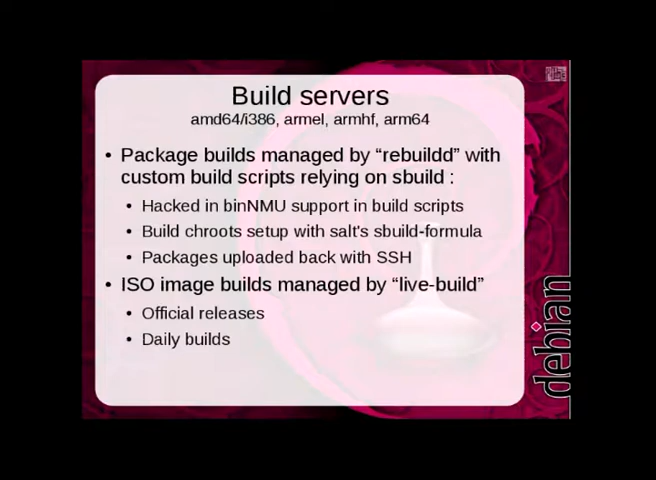 Build servers
amd64/i386, armel, armhf, arm64
• Package builds managed by “rebuildd” with
custom build scripts relying on sbuild :
• Hacked in binNMU support in build scripts
• Build chroots setup with salt's sbuild-formula
• Packages uploaded back with SSH
• ISO image builds managed by “live-build”
• Official releases
• Daily builds
debian